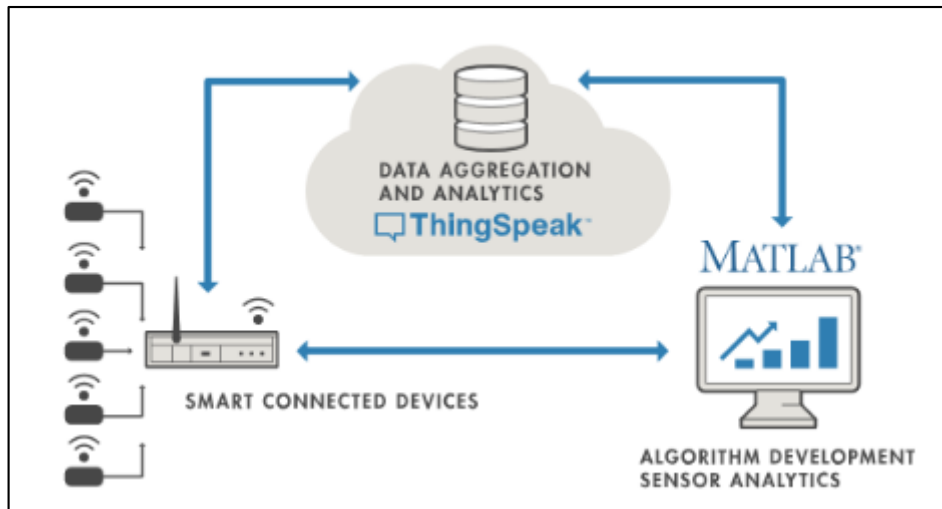 DATA AGGREGATION
AND ANALYTICS
ThingSpeak™
MATLAB®
SMART CONNECTED DEVICES
ALGORITHM DEVELOPMENT
SENSOR ANALYTICS